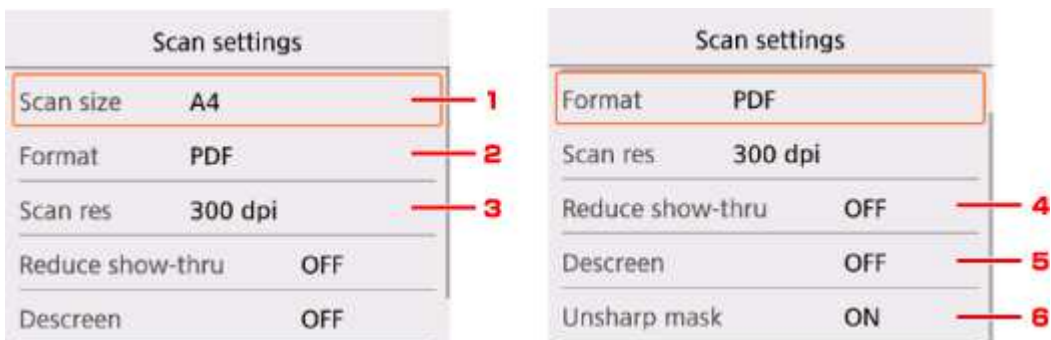 Scan settings
Scan size A4 1
Format PDF 2
Scan res 300 dpi 3
Reduce show-thru OFF
Descreen OFF
Scan settings
Format PDF
Scan res 300 dpi
Reduce show-thru OFF 4
Descreen OFF 5
Unsharp mask ON 6